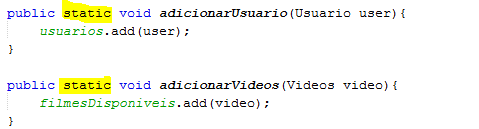 public static void adicionarUsuario(Usuario user){
usuarios.add(user);
}
public static void adicionarVideos(Videos video){
filmesDisponiveis.add(video);
}